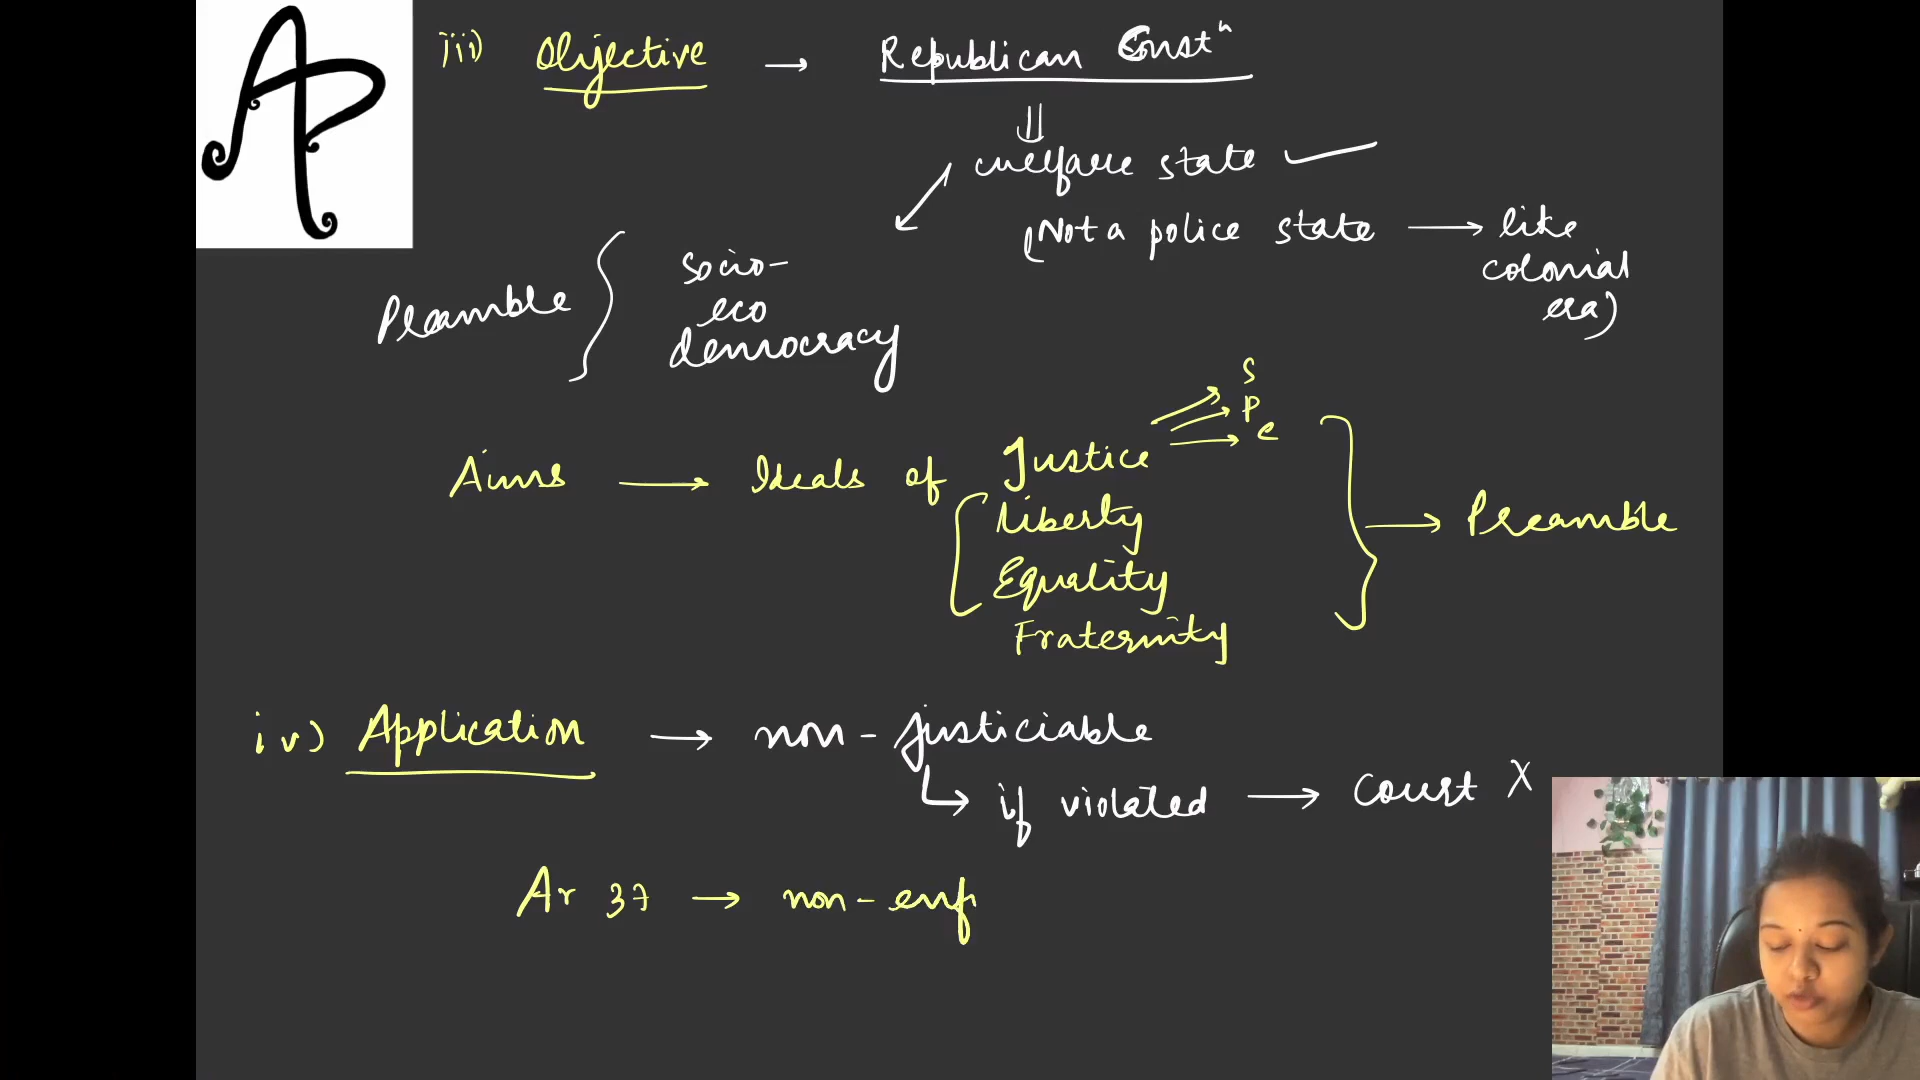 AP
iii) Objective → Republican Constⁿ
⇓
welfare state ✓
(Not a police state → like
colonial
era)
Preamble { socio-
eco
democracy
Aims → Ideals of Justice → S
P
e
Liberty
Equality
Fraternity
} → Preamble
iv) Application → non-justiciable
↳ if violated → court X
Ar 37 → non-enf